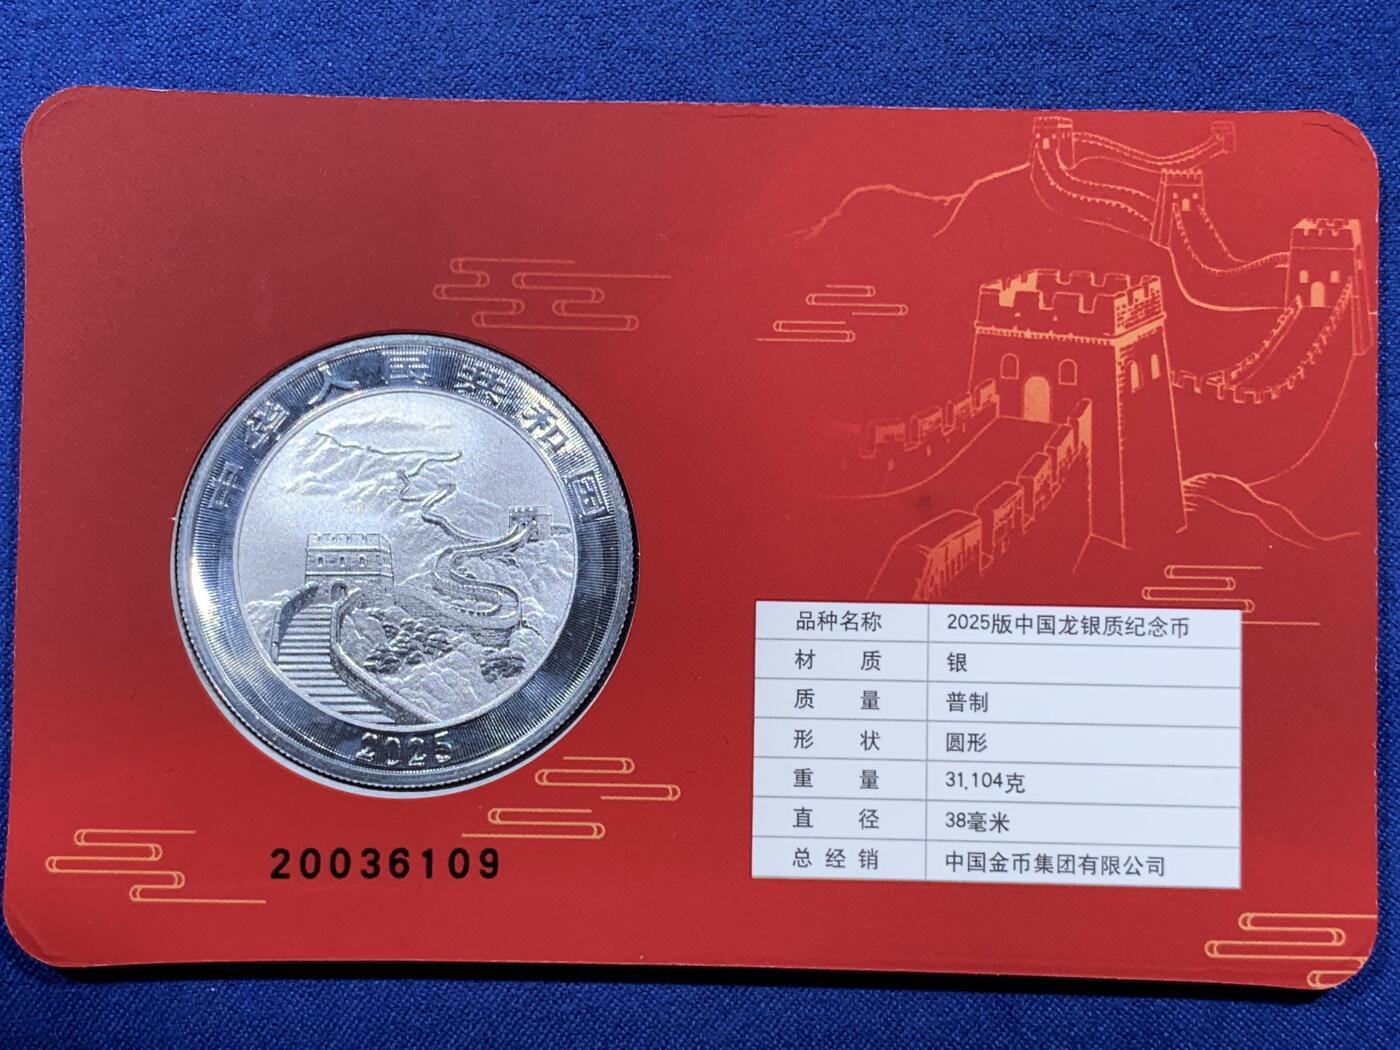 中华人民共和国
2025
20036109
品种名称 2025版中国龙银质纪念币
材 质 银
质 量 普制
形 状 圆形
重 量 31.104克
直 径 38毫米
总经销 中国金币集团有限公司